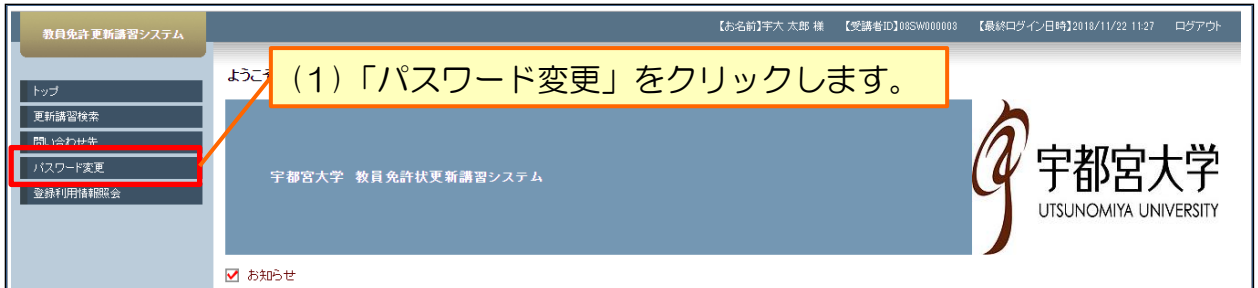 教員免許更新講習システム
【お名前】宇大 太郎 様 【受講者ID】08SW000003 【最終ログイン日時】2018/11/22 11:27 ログアウト
ようこそ
(1)「パスワード変更」をクリックします。
トップ
更新講習検索
問い合わせ先
パスワード変更
登録利用情報照会
宇都宮大学 教員免許状更新講習システム
宇都宮大学
UTSUNOMIYA UNIVERSITY
お知らせ